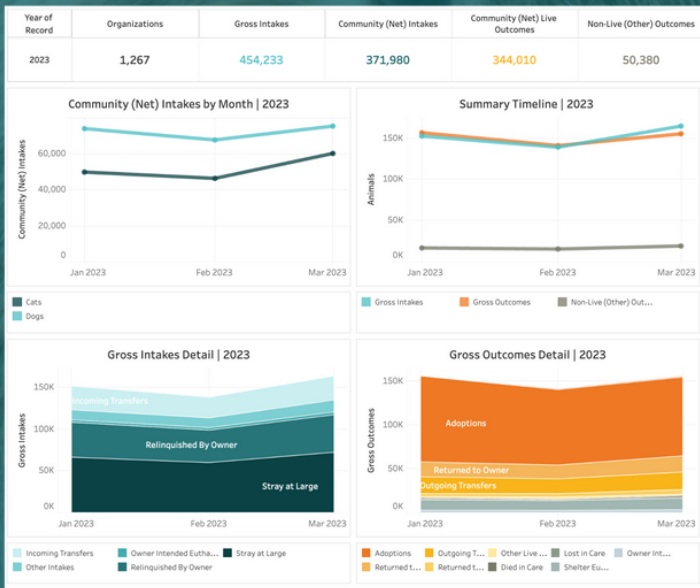 Year of Record
Organizations
Gross Intakes
Community (Net) Intakes
Community (Net) Live Outcomes
Non-Live (Other) Outcomes
2023
1,267
454,233
371,980
344,010
50,380
Community (Net) Intakes by Month | 2023
Community (Net) Intakes
60,000
40,000
20,000
0
Jan 2023
Feb 2023
Mar 2023
Cats
Dogs
Summary Timeline | 2023
Animals
150K
100K
50K
0K
Jan 2023
Feb 2023
Mar 2023
Gross Intakes
Gross Outcomes
Non-Live (Other) Out...
Gross Intakes Detail | 2023
Gross Intakes
150K
100K
50K
0K
Incoming Transfers
Relinquished By Owner
Stray at Large
Jan 2023
Feb 2023
Mar 2023
Incoming Transfers
Owner Intended Eutha...
Stray at Large
Other Intakes
Relinquished By Owner
Gross Outcomes Detail | 2023
Gross Outcomes
150K
100K
50K
0K
Adoptions
Returned to Owner
Outgoing Transfers
Jan 2023
Feb 2023
Mar 2023
Adoptions
Outgoing T...
Other Live ...
Lost in Care
Owner Int...
Returned t...
Returned t...
Died in Care
Shelter Eu...